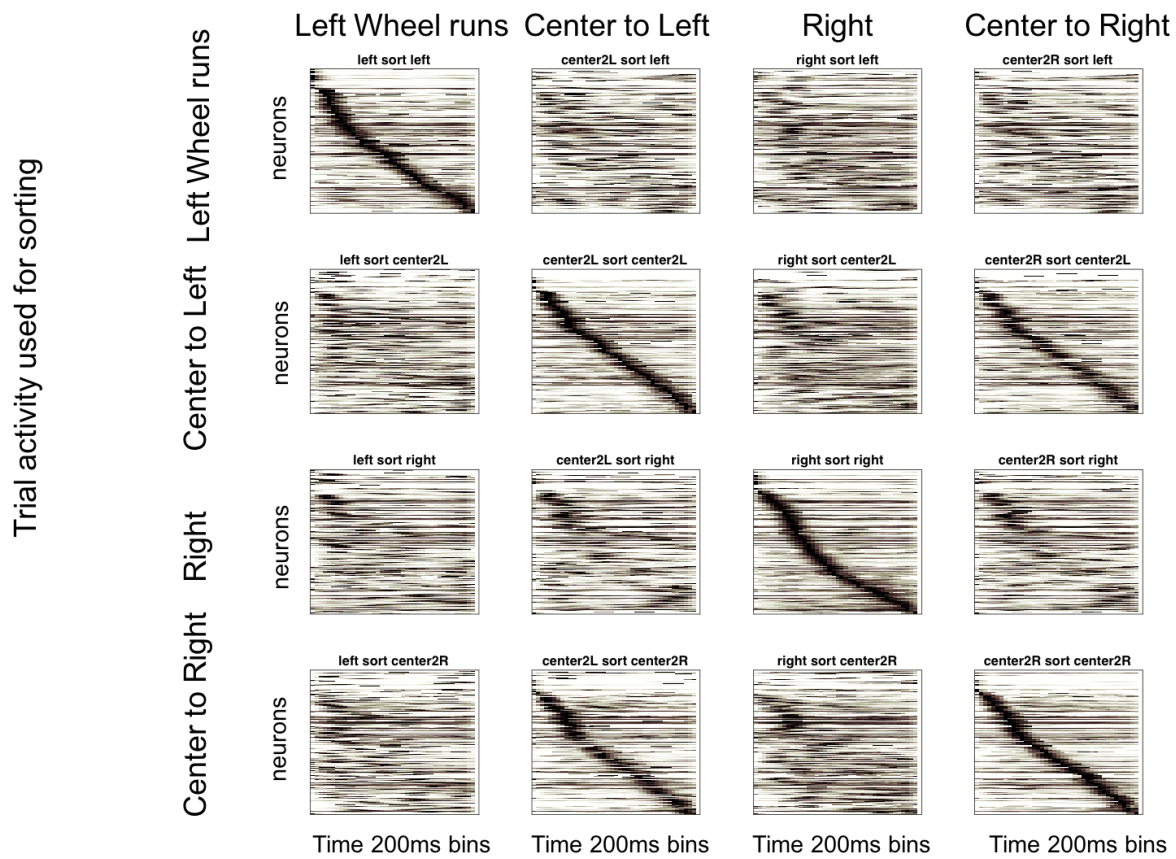 Left Wheel runs Center to Left Right Center to Right
Trial activity used for sorting
Left Wheel runs
neurons
left sort left
center2L sort left
right sort left
center2R sort left
Center to Left
neurons
left sort center2L
center2L sort center2L
right sort center2L
center2R sort center2L
Right
neurons
left sort right
center2L sort right
right sort right
center2R sort right
Center to Right
neurons
left sort center2R
center2L sort center2R
right sort center2R
center2R sort center2R
Time 200ms bins Time 200ms bins Time 200ms bins Time 200ms bins